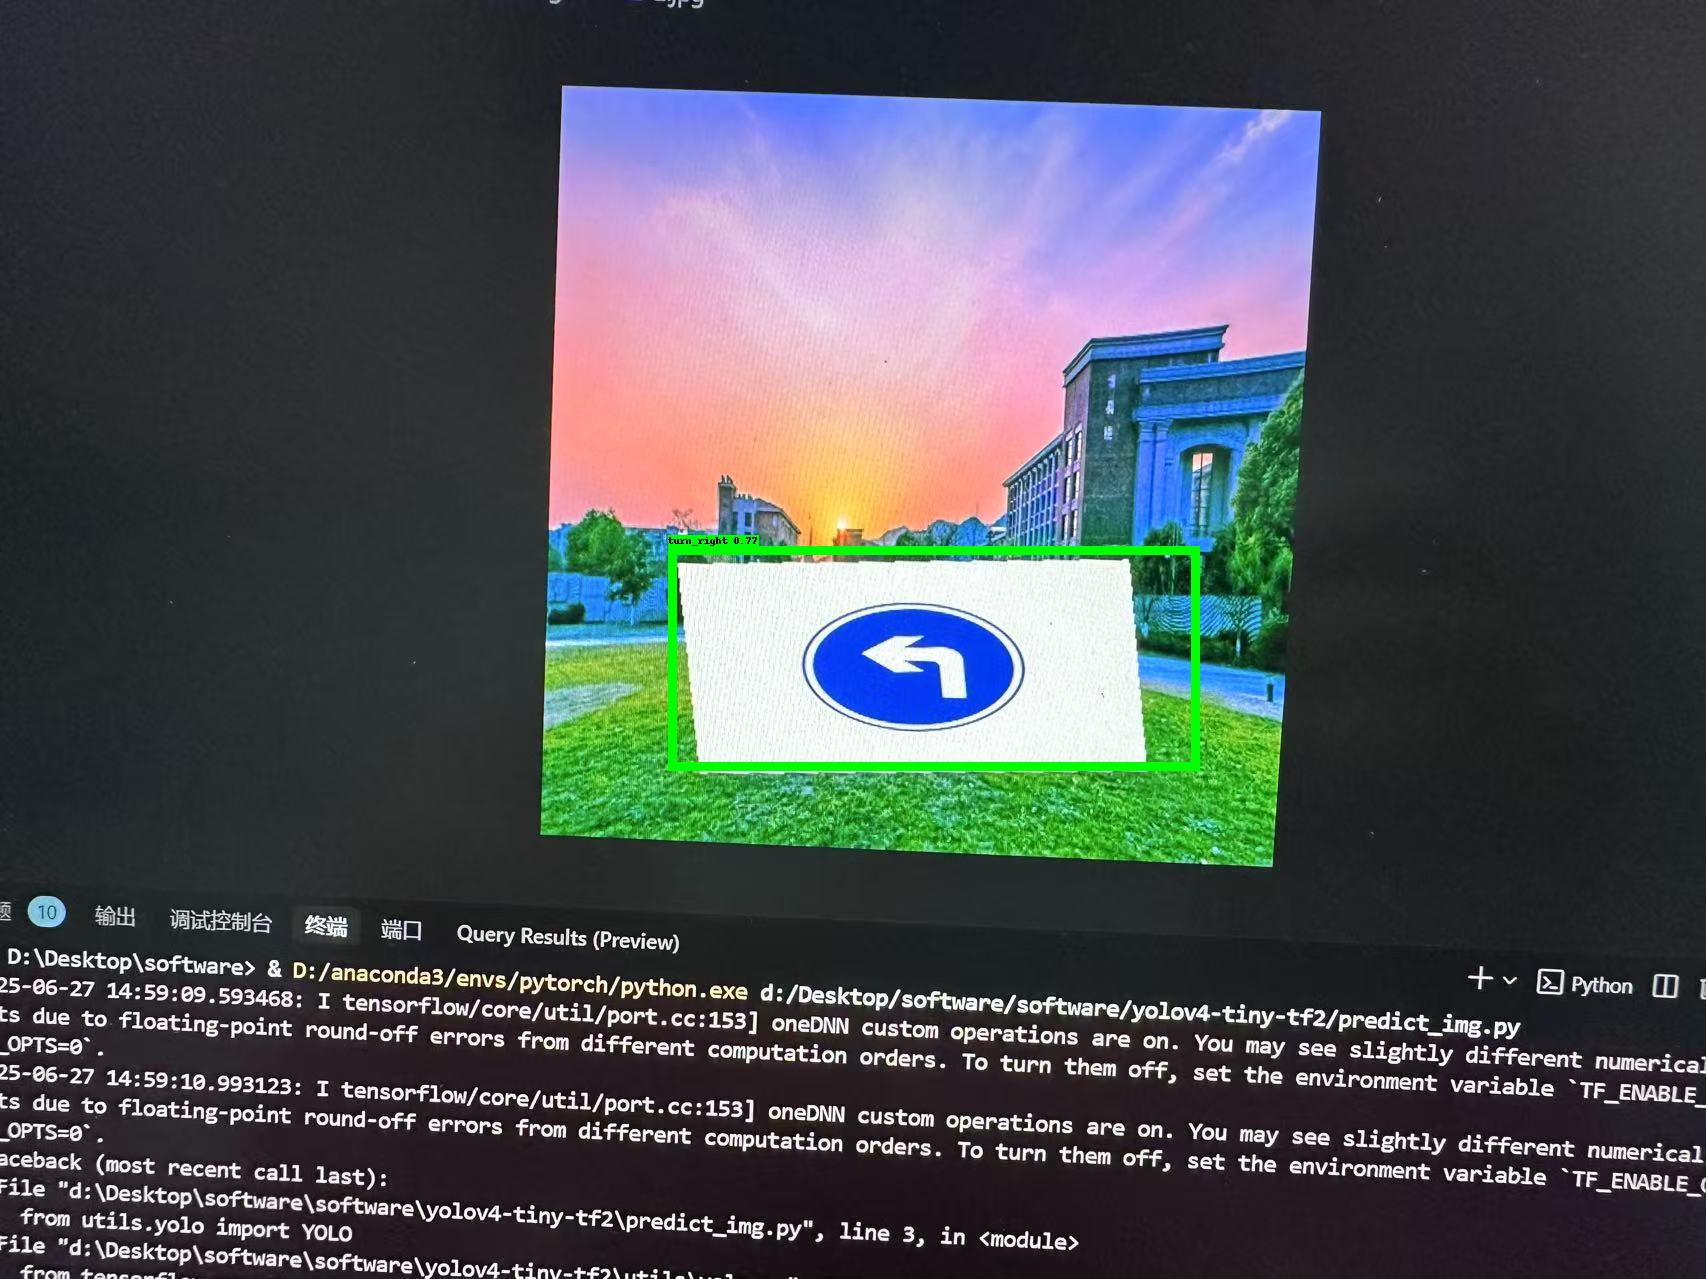 turn_right 0.77
10 输出 调试控制台 终端 端口 Query Results (Preview)
Python
D:\Desktop\software> & D:/anaconda3/envs/pytorch/python.exe d:/Desktop/software/software/yolov4-tiny-tf2/predict_img.py
25-06-27 14:59:09.593468: I tensorflow/core/util/port.cc:153] oneDNN custom operations are on. You may see slightly different numerical
ts due to floating-point round-off errors from different computation orders. To turn them off, set the environment variable `TF_ENABLE_
_OPTS=0`.
25-06-27 14:59:10.993123: I tensorflow/core/util/port.cc:153] oneDNN custom operations are on. You may see slightly different numerical
ts due to floating-point round-off errors from different computation orders. To turn them off, set the environment variable `TF_ENABLE_
_OPTS=0`.
aceback (most recent call last):
File "d:\Desktop\software\software\yolov4-tiny-tf2\predict_img.py", line 3, in <module>
from utils.yolo import YOLO
File "d:\Desktop\software\software\yolov4-tiny-tf2\utils\
from